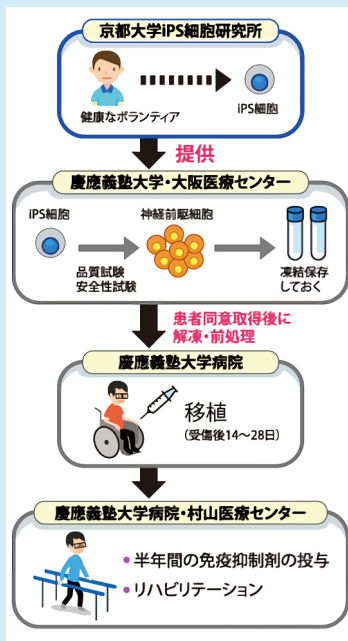 京都大学iPS細胞研究所
健康なボランティア
iPS細胞
提供
慶應義塾大学・大阪医療センター
iPS細胞
神経前駆細胞
品質試験
安全性試験
凍結保存
しておく
患者同意取得後に
解凍・前処理
慶應義塾大学病院
移植
(受傷後14〜28日)
慶應義塾大学病院・村山医療センター
• 半年間の免疫抑制剤の投与
• リハビリテーション